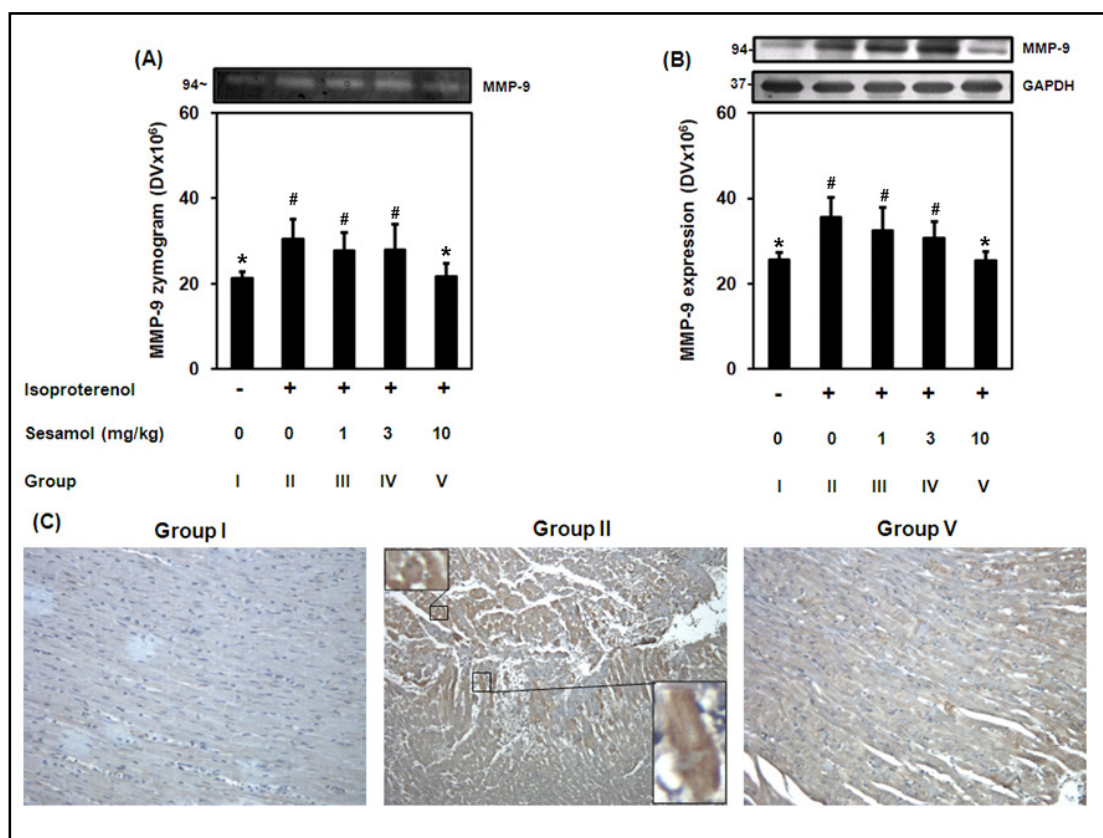 (A)
94~ MMP-9
MMP-9 zymogram (DVx10⁶)
60
40
20
0
* # # # *
(B)
94- MMP-9
37- GAPDH
MMP-9 expression (DVx10⁶)
60
40
20
0
* # # # *
Isoproterenol - + + + + - + + + +
Sesamol (mg/kg) 0 0 1 3 10 0 0 1 3 10
Group I II III IV V I II III IV V
(C)
Group I Group II Group V